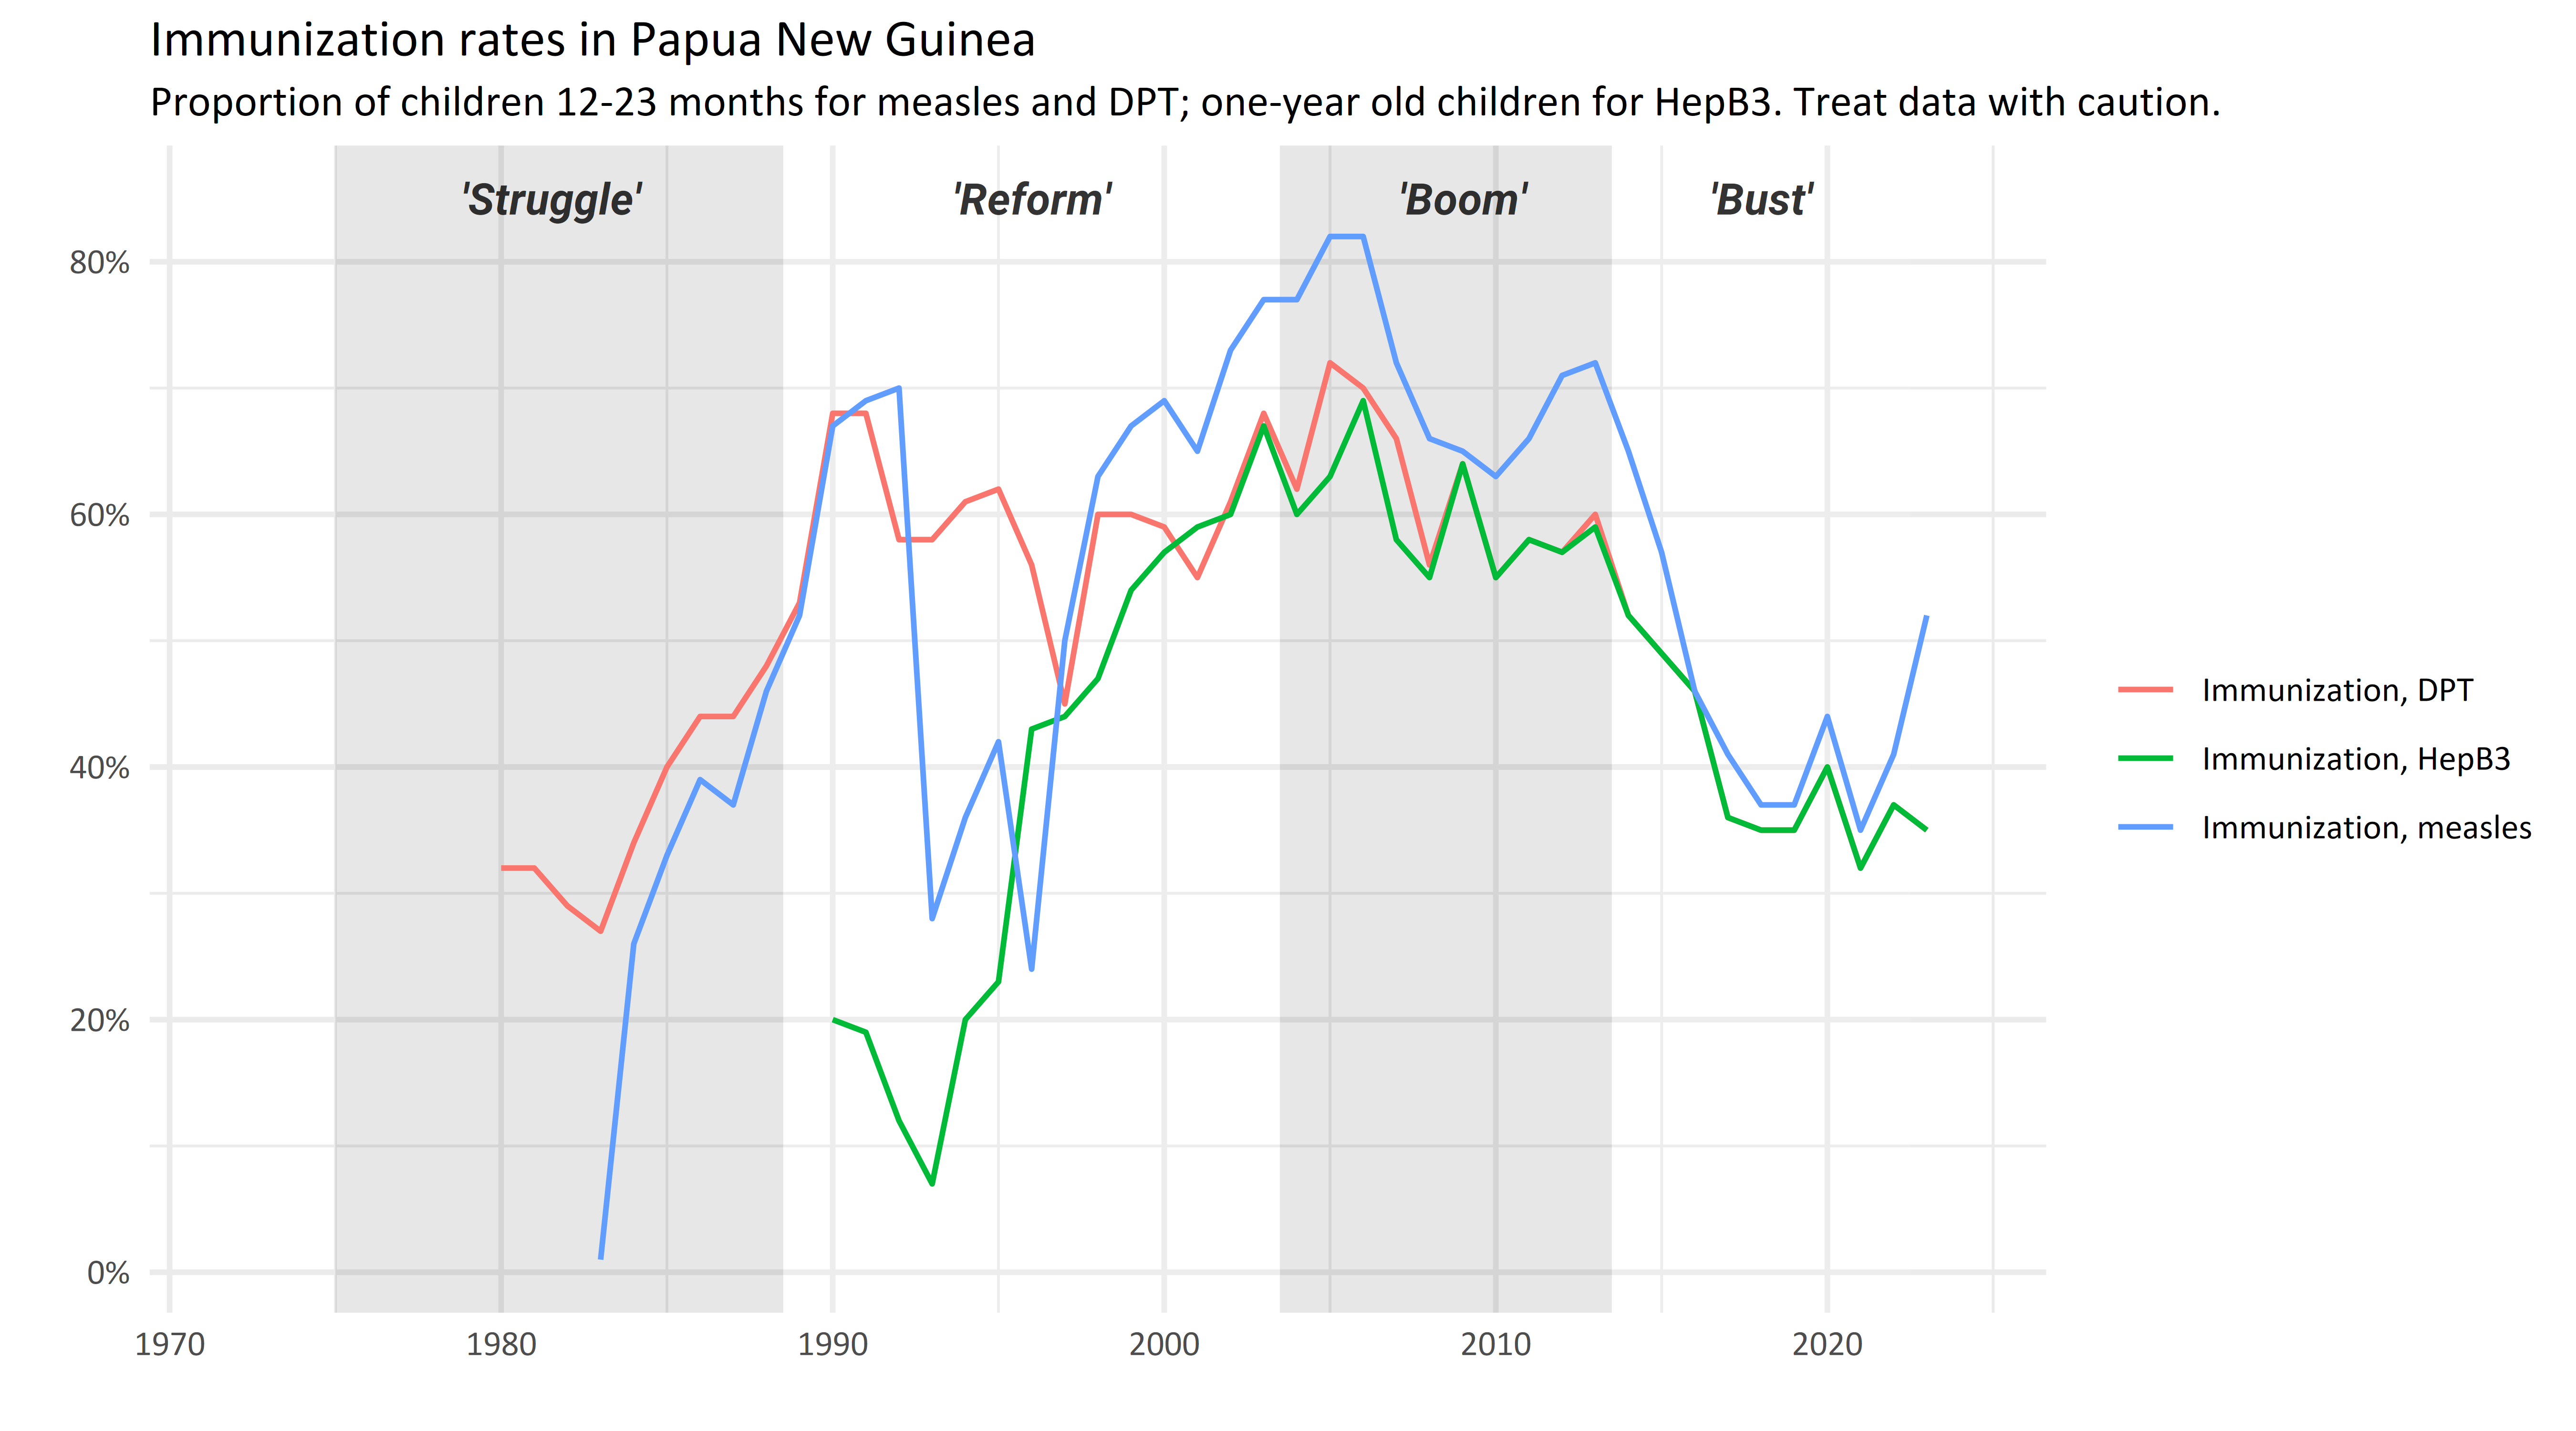 Immunization rates in Papua New Guinea
Proportion of children 12-23 months for measles and DPT; one-year old children for HepB3. Treat data with caution.
'Struggle' 'Reform' 'Boom' 'Bust'
80%
60%
40%
20%
0%
1970 1980 1990 2000 2010 2020
Immunization, DPT
Immunization, HepB3
Immunization, measles